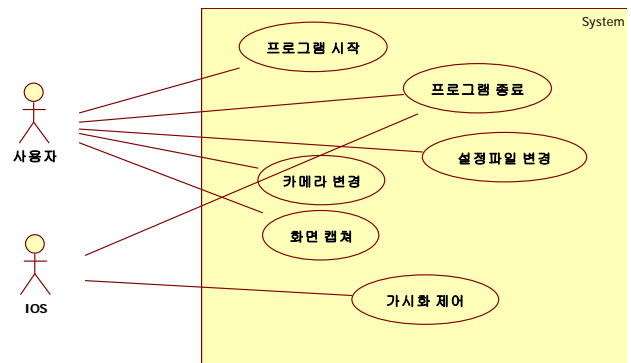 System
프로그램 시작
프로그램 종료
사용자
설정파일 변경
카메라 변경
화면 캡쳐
가시화 제어
IOS